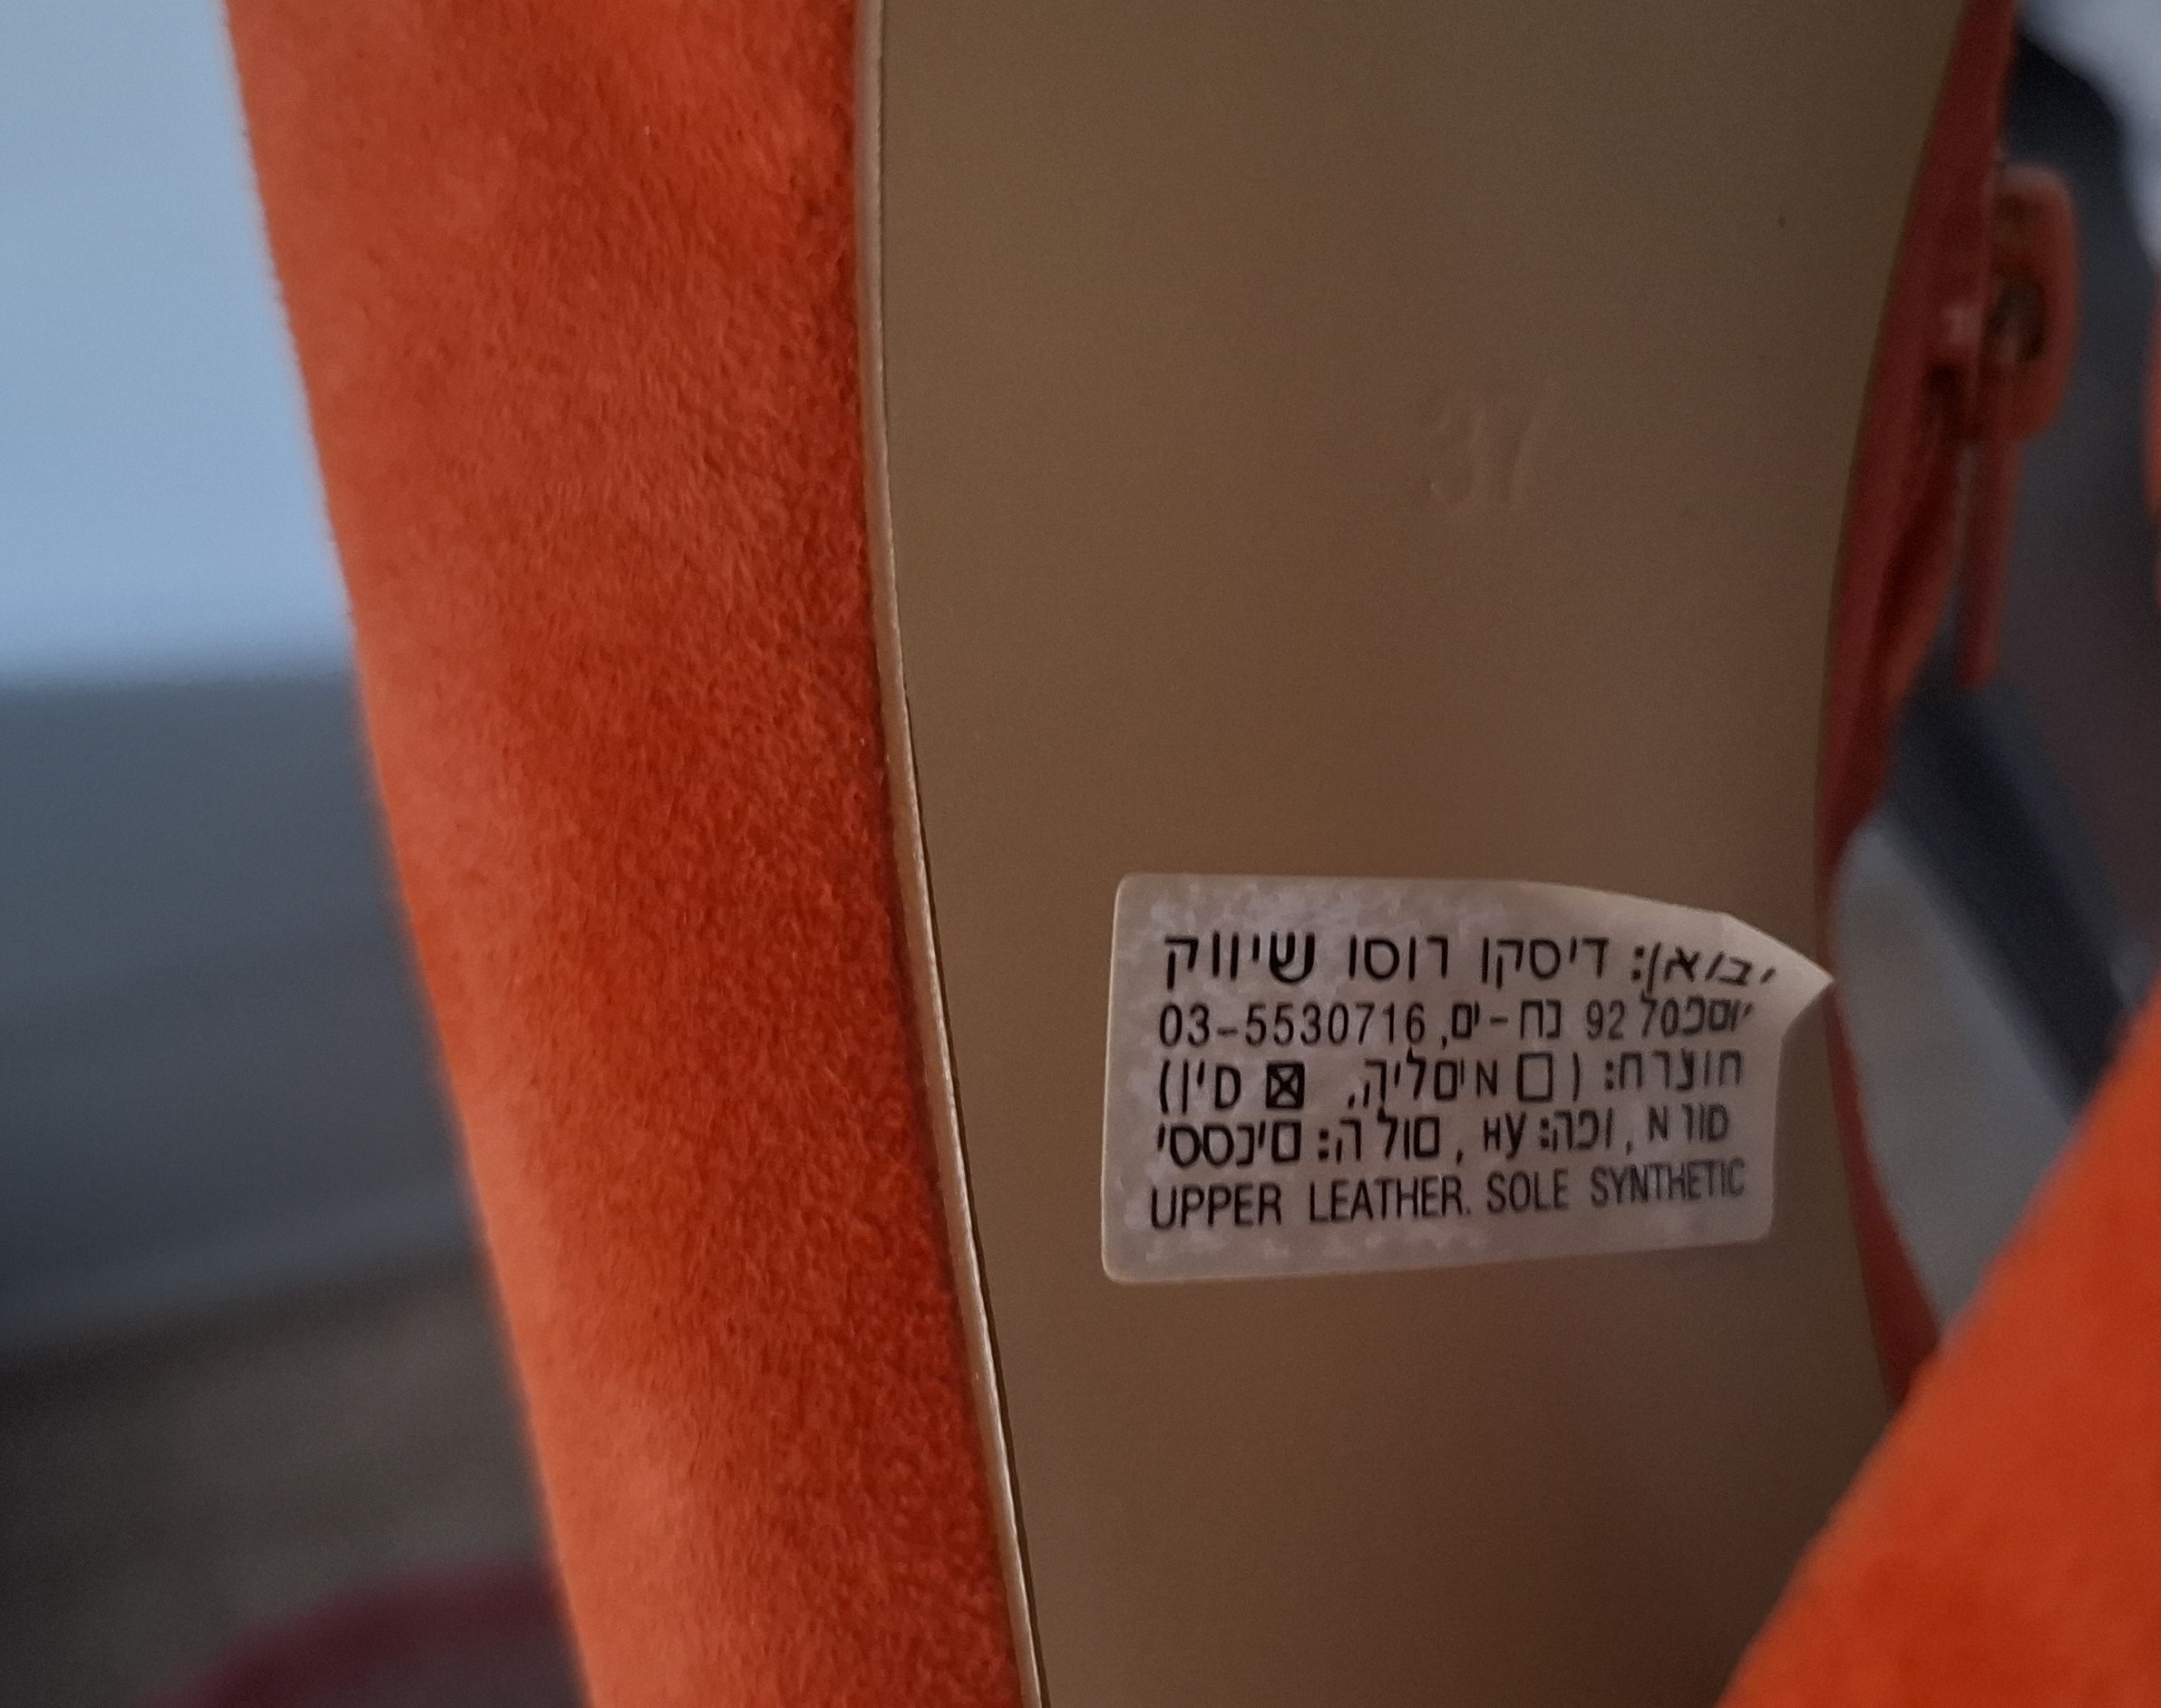 37
יבואן: דיסקו רוסו שיווק
יוספטל 92 בת-ים, 03-5530716
תוצרת: (☐ איטליה, ☒ סין)
סוג א, סוליה: סינטטי
UPPER LEATHER. SOLE SYNTHETIC